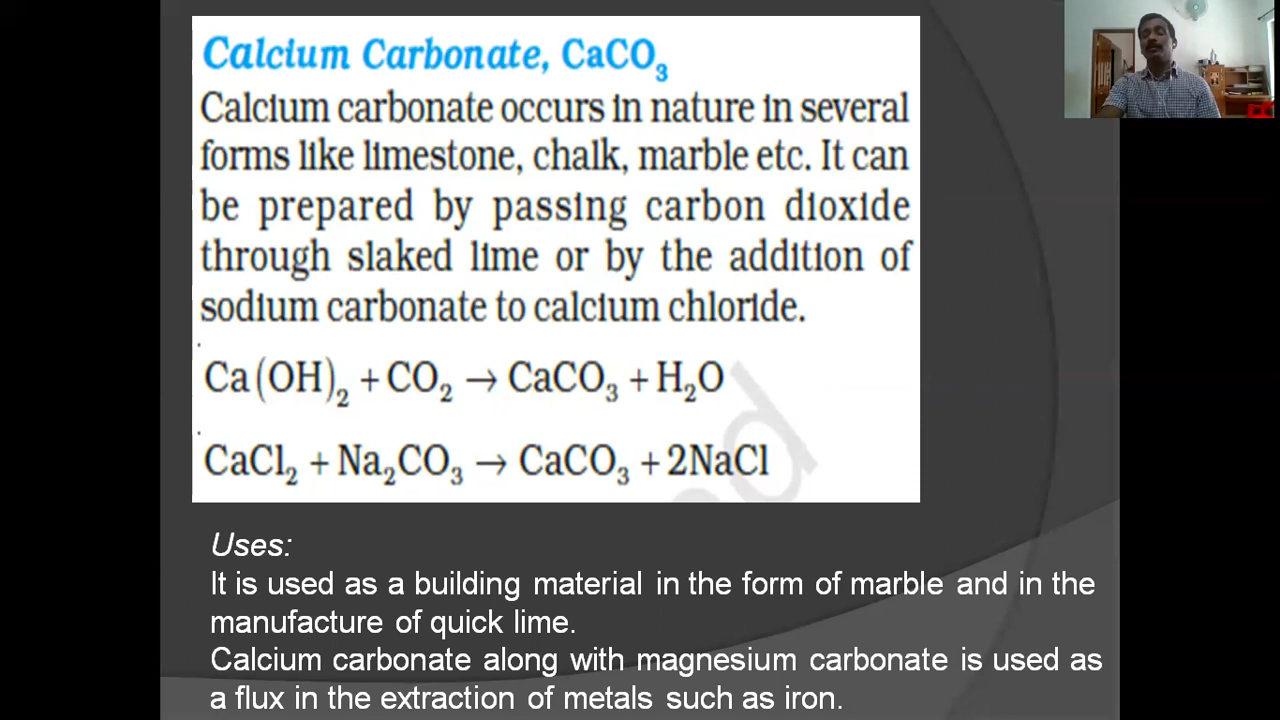 Calcium Carbonate, CaCO₃
Calcium carbonate occurs in nature in several
forms like limestone, chalk, marble etc. It can
be prepared by passing carbon dioxide
through slaked lime or by the addition of
sodium carbonate to calcium chloride.
Ca(OH)₂ + CO₂ → CaCO₃ + H₂O
CaCl₂ + Na₂CO₃ → CaCO₃ + 2NaCl
Uses:
It is used as a building material in the form of marble and in the
manufacture of quick lime.
Calcium carbonate along with magnesium carbonate is used as
a flux in the extraction of metals such as iron.